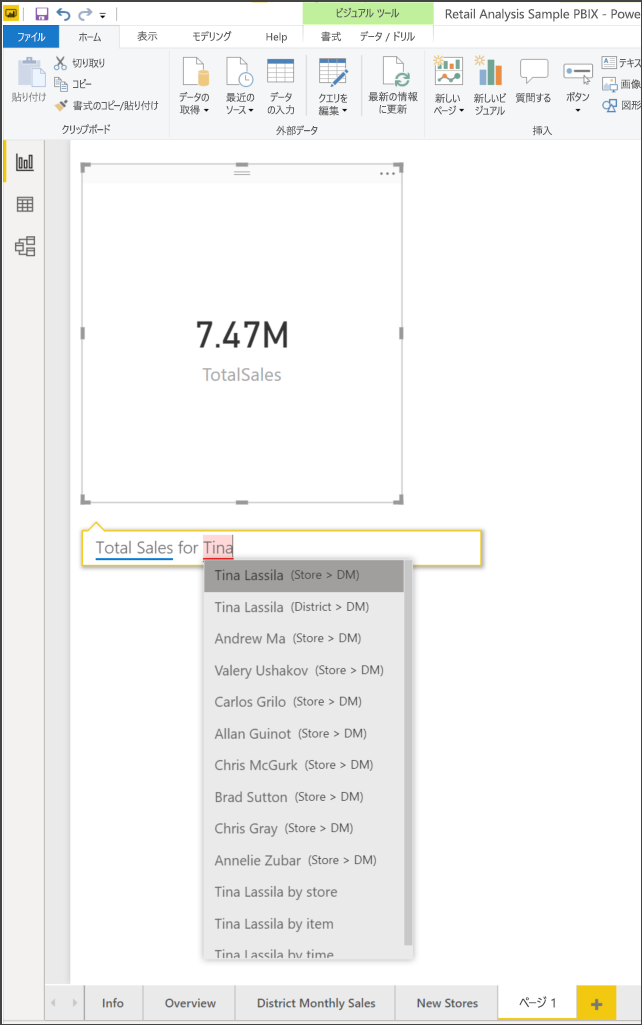 ビジュアル ツール
Retail Analysis Sample PBIX - Powe
ファイル ホーム 表示 モデリング Help 書式 データ / ドリル
貼り付け
切り取り
コピー
書式のコピー/貼り付け
クリップボード
データの
取得
最近の
ソース
データ
の入力
クエリを
編集
最新の情報
に更新
外部データ
新しい
ページ
新しいビ
ジュアル
質問する
ボタン
テキス
画像
図形
挿入
7.47M
TotalSales
Total Sales for Tina
Tina Lassila (Store > DM)
Tina Lassila (District > DM)
Andrew Ma (Store > DM)
Valery Ushakov (Store > DM)
Carlos Grilo (Store > DM)
Allan Guinot (Store > DM)
Chris McGurk (Store > DM)
Brad Sutton (Store > DM)
Chris Gray (Store > DM)
Annelie Zubar (Store > DM)
Tina Lassila by store
Tina Lassila by item
Tina Lassila by time
Info Overview District Monthly Sales New Stores ページ 1